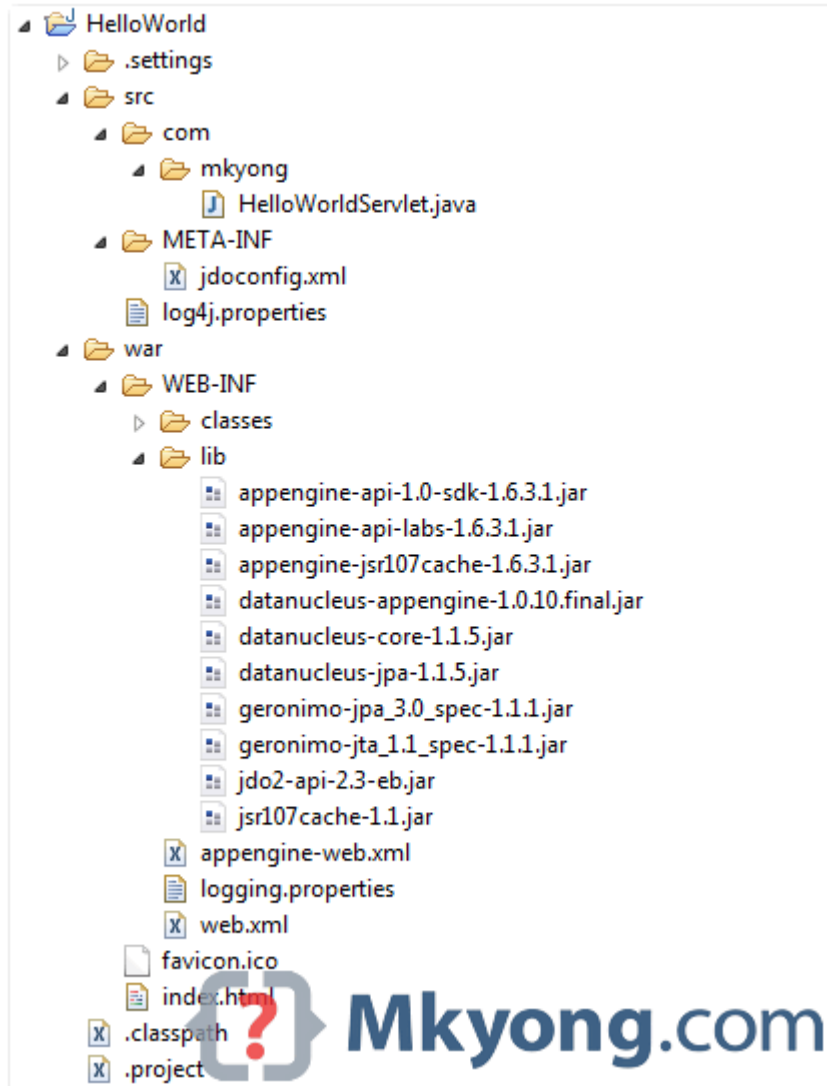 HelloWorld
.settings
src
com
mkyong
HelloWorldServlet.java
META-INF
jdoconfig.xml
log4j.properties
war
WEB-INF
classes
lib
appengine-api-1.0-sdk-1.6.3.1.jar
appengine-api-labs-1.6.3.1.jar
appengine-jsr107cache-1.6.3.1.jar
datanucleus-appengine-1.0.10.final.jar
datanucleus-core-1.1.5.jar
datanucleus-jpa-1.1.5.jar
geronimo-jpa_3.0_spec-1.1.1.jar
geronimo-jta_1.1_spec-1.1.1.jar
jdo2-api-2.3-eb.jar
jsr107cache-1.1.jar
appengine-web.xml
logging.properties
web.xml
favicon.ico
index.html
.classpath
.project
{?} Mkyong.com